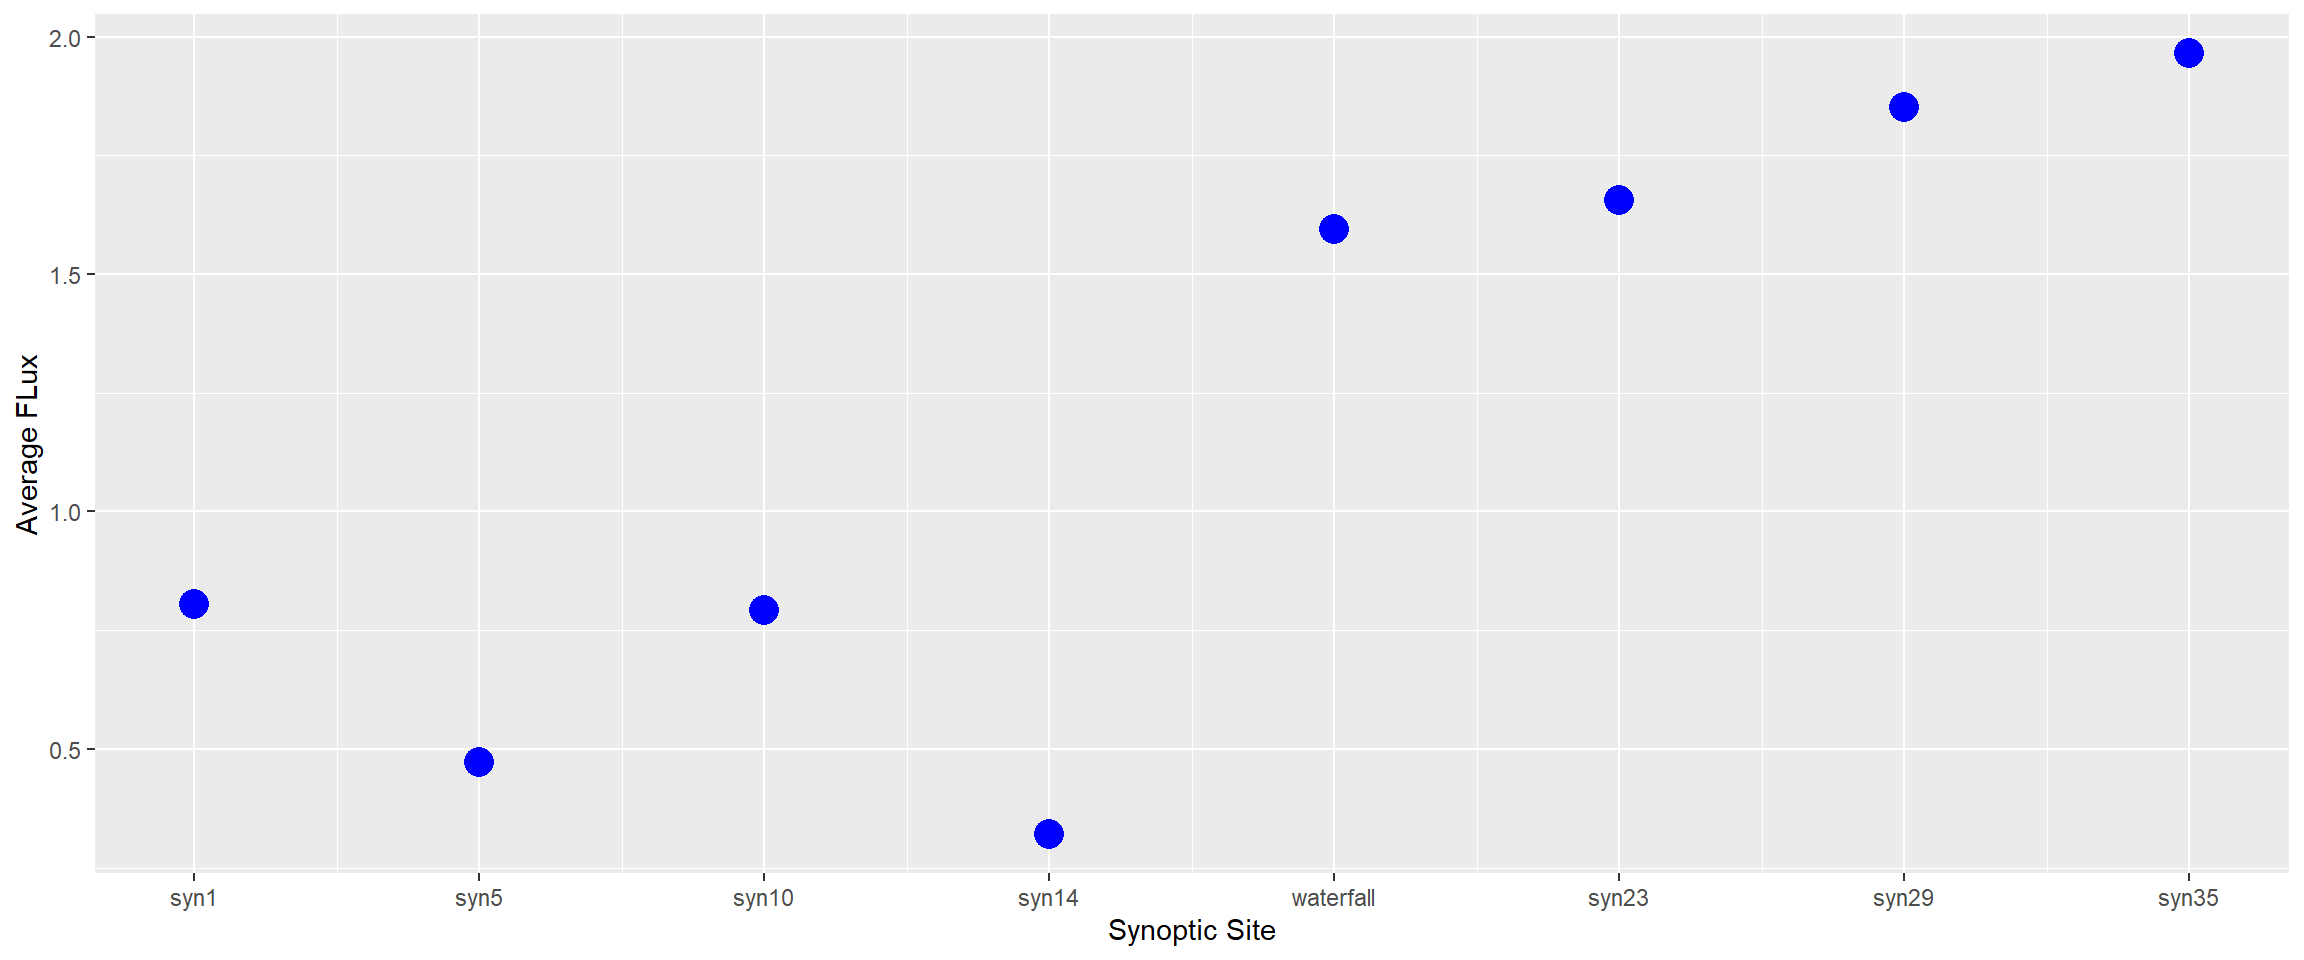 2.0
1.5
1.0
0.5
Average FLux
syn1 syn5 syn10 syn14 waterfall syn23 syn29 syn35
Synoptic Site